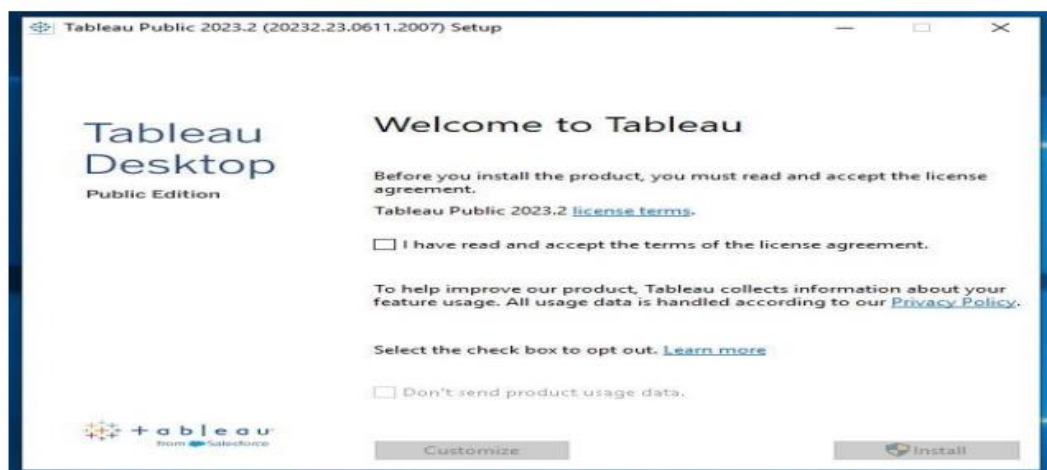 Tableau Public 2023.2 (20232.23.0611.2007) Setup
Tableau
Desktop
Public Edition
Welcome to Tableau
Before you install the product, you must read and accept the license
agreement.
Tableau Public 2023.2 license terms.
I have read and accept the terms of the license agreement.
To help improve our product, Tableau collects information about your
feature usage. All usage data is handled according to our Privacy Policy.
Select the check box to opt out. Learn more
Don't send product usage data.
+ableau
from Salesforce
Customize
Install